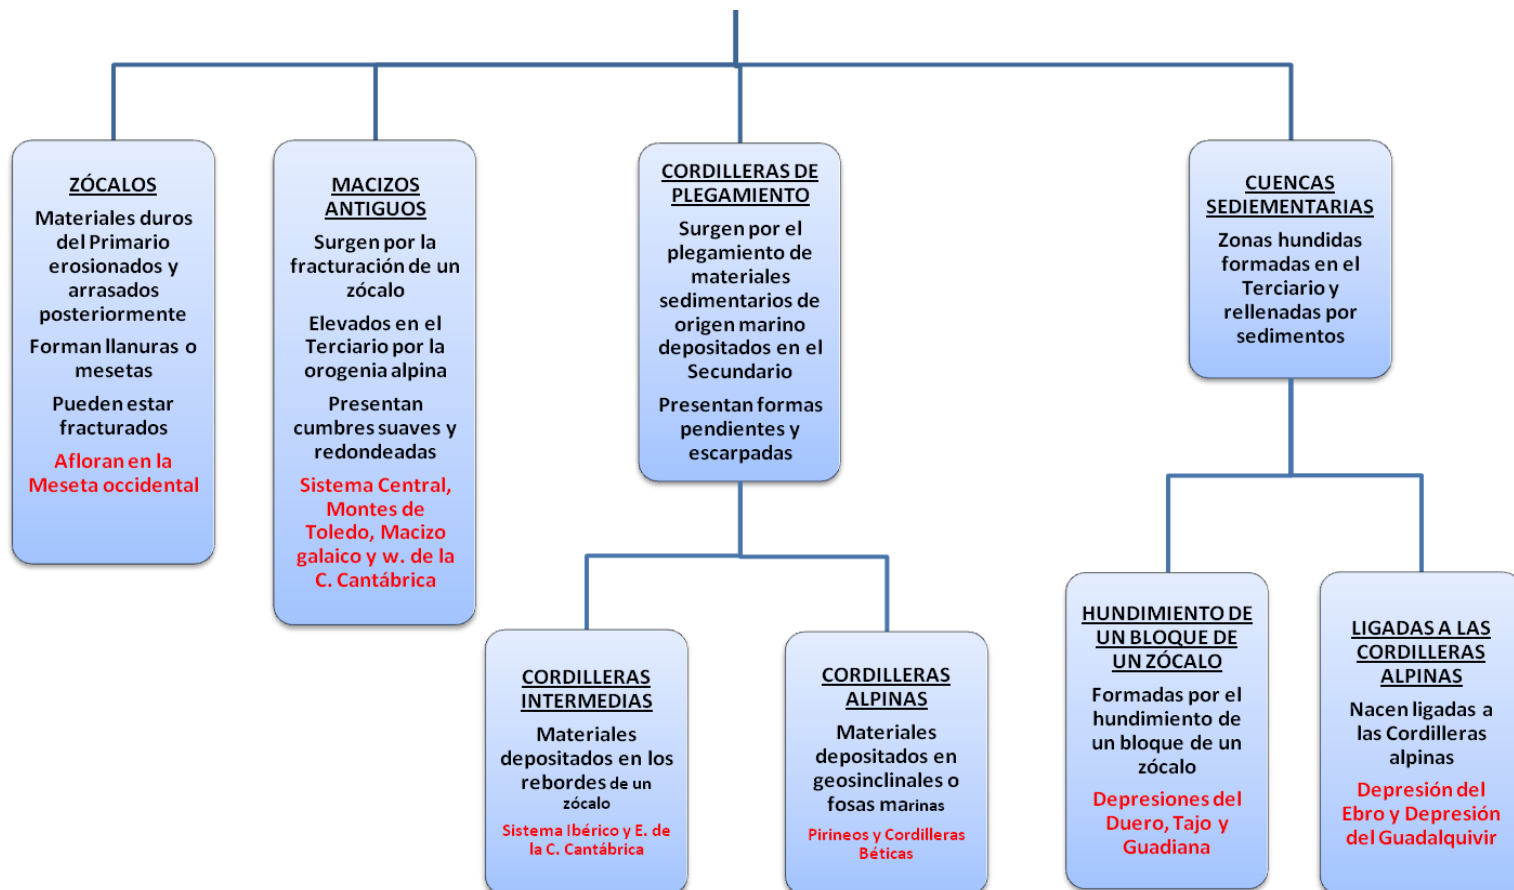 ZÓCALOS
Materiales duros
del Primario
erosionados y
arrasados
posteriormente
Forman llanuras o
mesetas
Pueden estar
fracturados
Afloran en la
Meseta occidental
MACIZOS
ANTIGUOS
Surgen por la
fracturación de un
zócalo
Elevados en el
Terciario por la
orogenia alpina
Presentan
cumbres suaves y
redondeadas
Sistema Central,
Montes de
Toledo, Macizo
galaico y w. de la
C. Cantábrica
CORDILLERAS DE
PLEGAMIENTO
Surgen por el
plegamiento de
materiales
sedimentarios de
origen marino
depositados en el
Secundario
Presentan formas
pendientes y
escarpadas
CUENCAS
SEDIEMENTARIAS
Zonas hundidas
formadas en el
Terciario y
rellenadas por
sedimentos
CORDILLERAS
INTERMEDIAS
Materiales
depositados en los
rebordes de un
zócalo
Sistema Ibérico y E. de
la C. Cantábrica
CORDILLERAS
ALPINAS
Materiales
depositados en
geosinclinales o
fosas marinas
Pirineos y Cordilleras
Béticas
HUNDIMIENTO DE
UN BLOQUE DE
UN ZÓCALO
Formadas por el
hundimiento de
un bloque de un
zócalo
Depresiones del
Duero, Tajo y
Guadiana
LIGADAS A LAS
CORDILLERAS
ALPINAS
Nacen ligadas a
las Cordilleras
alpinas
Depresión del
Ebro y Depresión
del Guadalquivir